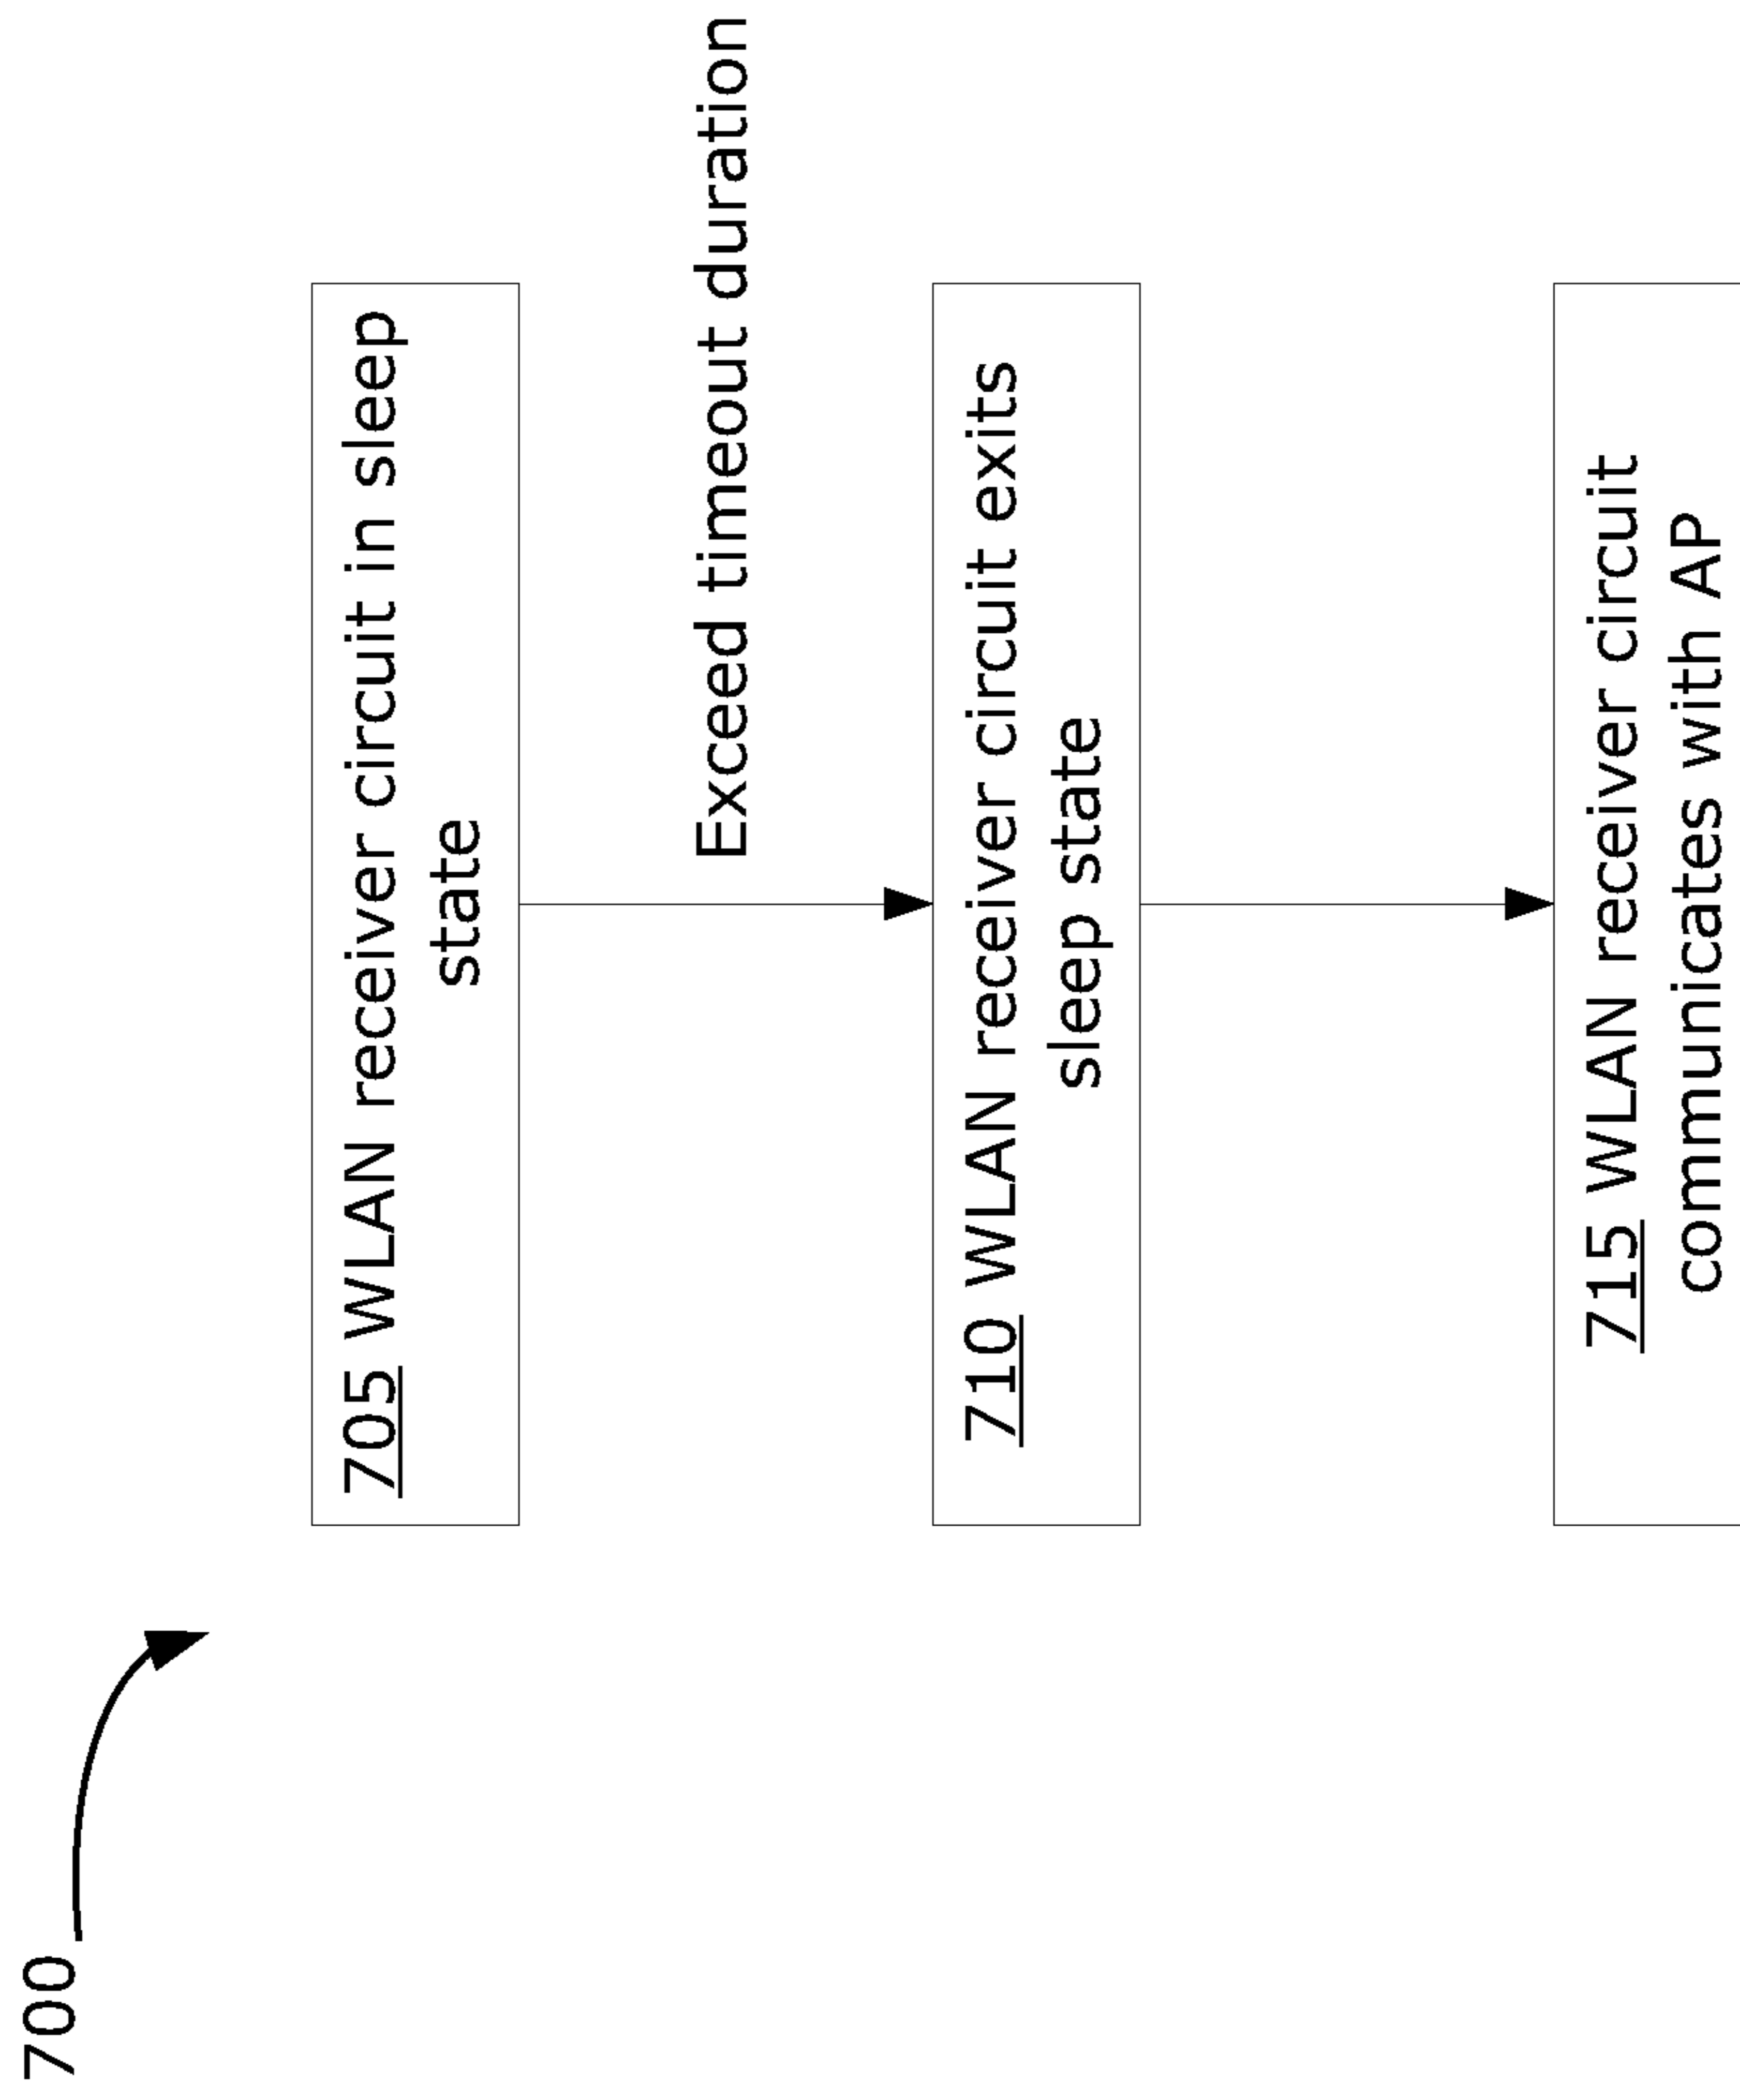 700
705 WLAN receiver circuit in sleep
state
Exceed timeout duration
710 WLAN receiver circuit exits
sleep state
715 WLAN receiver circuit
communicates with AP